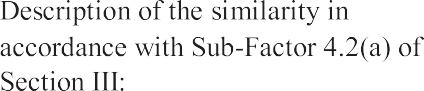 Description of the similarity in
accordance with Sub-Factor 4.2(a) of
Section III: